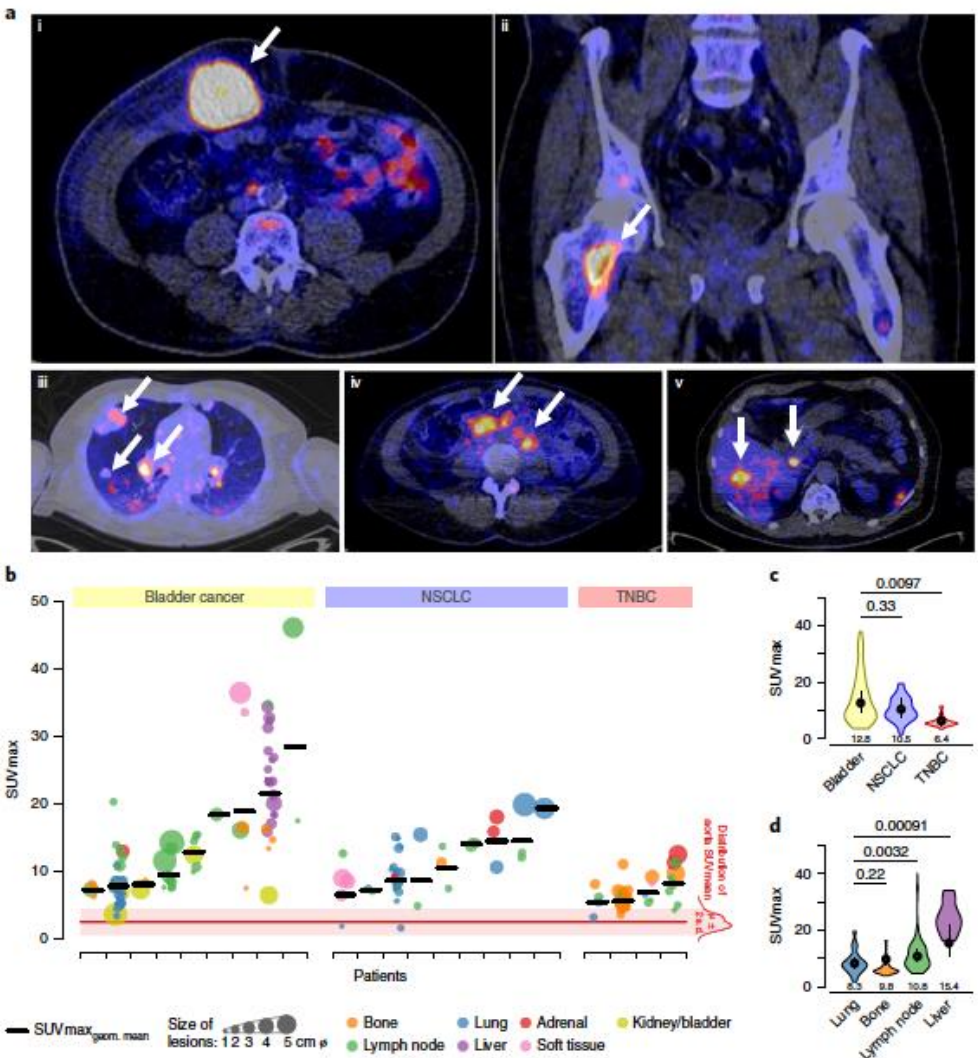 a
i
ii
iii
iv
v
b
Bladder cancer
NSCLC
TNBC
50
40
30
20
10
0
SUVmax
Patients
Distribution of
aorta SUVmean
μ ±
2 s.d.
SUVmax geom. mean
Size of
lesions: 1 2 3 4 5 cm ø
Bone
Lung
Adrenal
Kidney/bladder
Lymph node
Liver
Soft tissue
c
0.0097
0.33
40
20
0
SUVmax
12.8
10.5
6.4
Bladder
NSCLC
TNBC
d
0.00091
0.0032
0.22
40
20
0
SUVmax
8.3
9.8
10.8
15.4
Lung
Bone
Lymph node
Liver